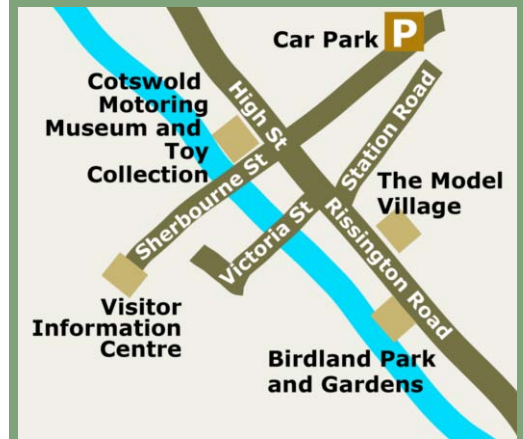 Car Park P
Cotswold
Motoring
Museum and
Toy
Collection
High St
Station Road
Sherbourne St
The Model
Village
Victoria St
Rissington Road
Visitor
Information
Centre
Birdland Park
and Gardens